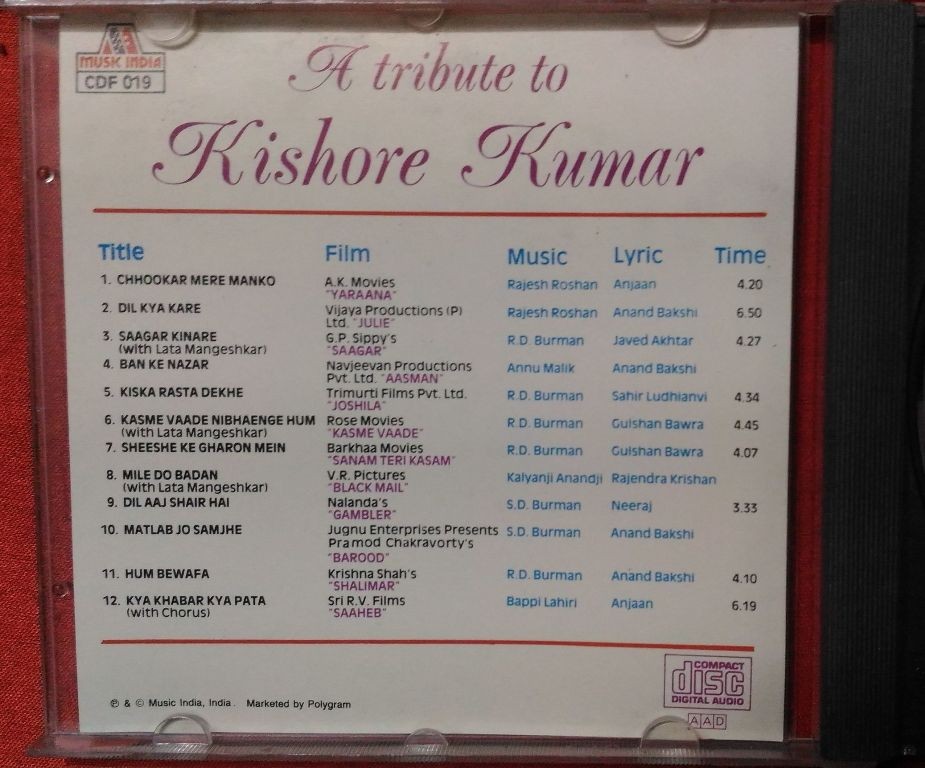 MUSIC INDIA
CDF 019
A tribute to
Kishore Kumar
Title Film Music Lyric Time
1. CHHOOKAR MERE MANKO A.K. Movies Rajesh Roshan Anjaan 4.20
"YARAANA"
2. DIL KYA KARE Vijaya Productions (P) Rajesh Roshan Anand Bakshi 6.50
Ltd. "JULIE"
3. SAAGAR KINARE G.P. Sippy's R.D. Burman Javed Akhtar 4.27
(with Lata Mangeshkar) "SAAGAR"
4. BAN KE NAZAR Navjeevan Productions Annu Malik Anand Bakshi
Pvt. Ltd. "AASMAN"
5. KISKA RASTA DEKHE Trimurti Films Pvt. Ltd. R.D. Burman Sahir Ludhianvi 4.34
"JOSHILA"
6. KASME VAADE NIBHAENGE HUM Rose Movies R.D. Burman Gulshan Bawra 4.45
(with Lata Mangeshkar) "KASME VAADE"
7. SHEESHE KE GHARON MEIN Barkhaa Movies R.D. Burman Gulshan Bawra 4.07
"SANAM TERI KASAM"
8. MILE DO BADAN V.R. Pictures Kalyanji Anandji Rajendra Krishan
(with Lata Mangeshkar) "BLACK MAIL"
9. DIL AAJ SHAIR HAI Nalanda's S.D. Burman Neeraj 3.33
"GAMBLER"
10. MATLAB JO SAMJHE Jugnu Enterprises Presents S.D. Burman Anand Bakshi
Pramod Chakravorty's
"BAROOD"
11. HUM BEWAFA Krishna Shah's R.D. Burman Anand Bakshi 4.10
"SHALIMAR"
12. KYA KHABAR KYA PATA Sri R.V. Films Bappi Lahiri Anjaan 6.19
(with Chorus) "SAAHEB"
℗ & © Music India, India. Marketed by Polygram
COMPACT
disc
DIGITAL AUDIO
AAD